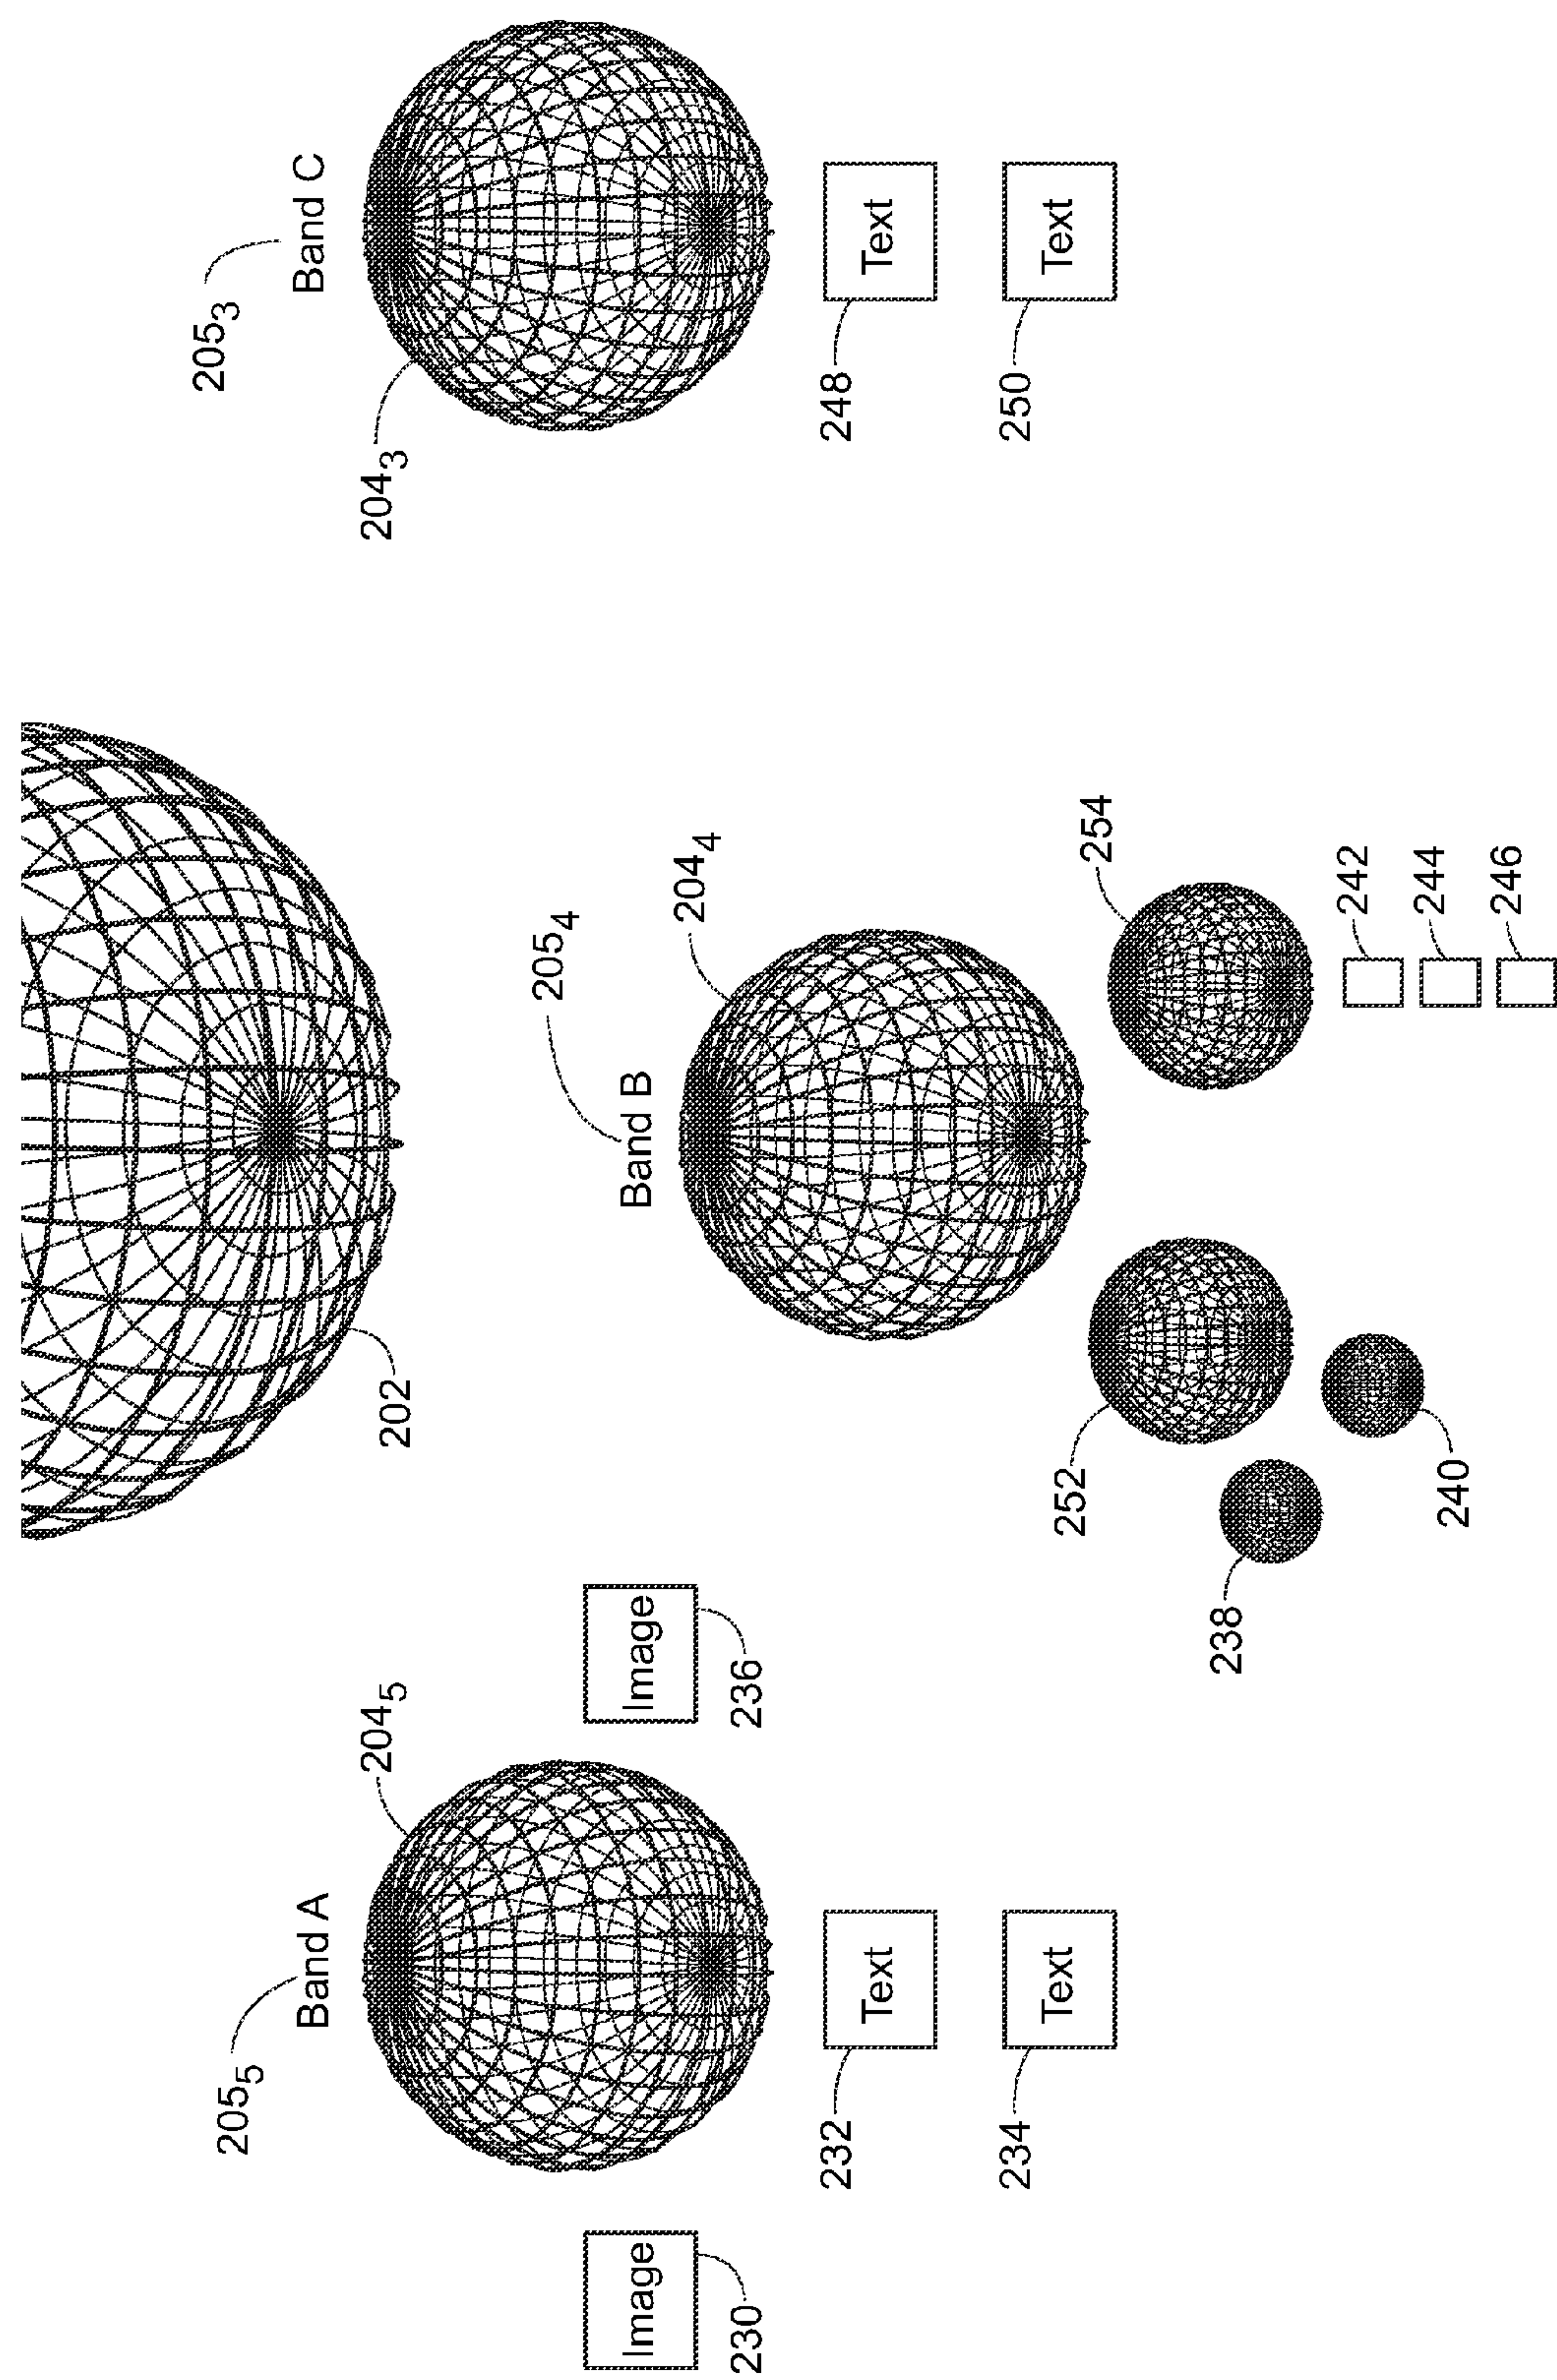 205₅
Band A
204₅
230
Image
Image
236
232
Text
234
Text
202
205₄
Band B
204₄
252
254
238
240
242
244
246
205₃
Band C
204₃
248
Text
250
Text